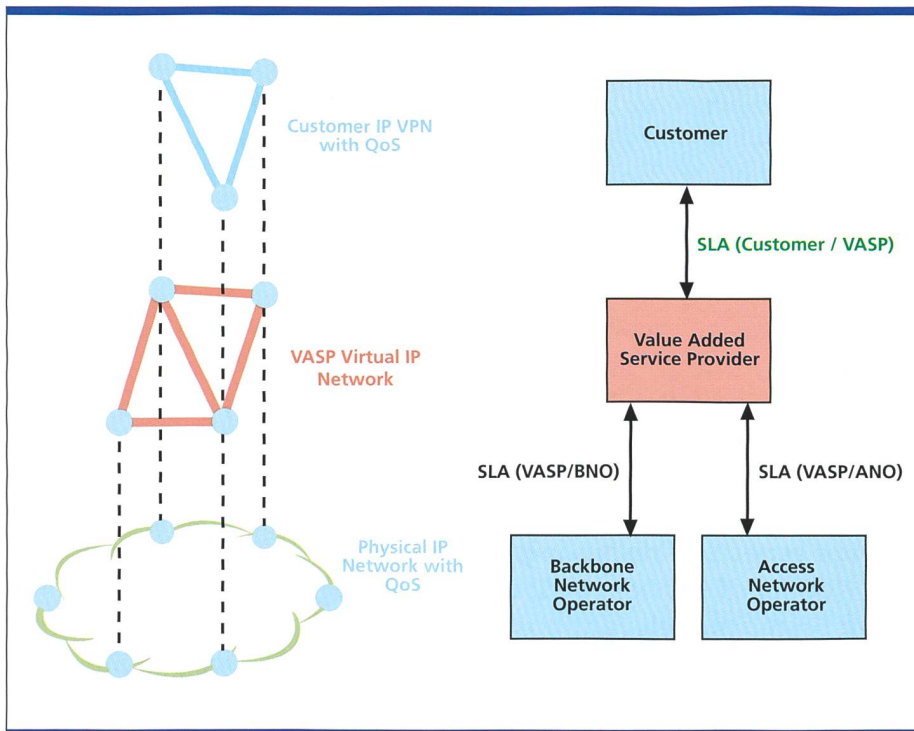 Customer IP VPN
with QoS
VASP Virtual IP
Network
Physical IP
Network with
QoS
Customer
SLA (Customer / VASP)
Value Added
Service Provider
SLA (VASP/BNO)
SLA (VASP/ANO)
Backbone
Network
Operator
Access
Network
Operator